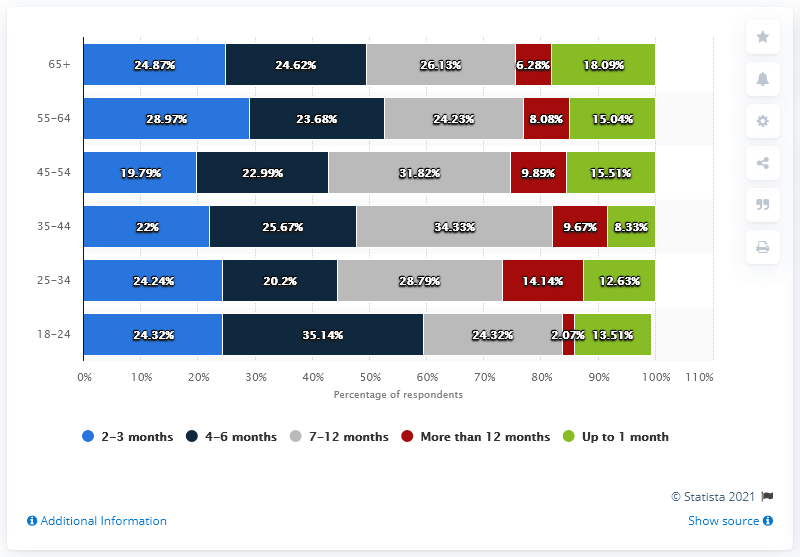 65+ 24.87% 24.62% 26.13% 6.28% 18.09%
55-64 28.97% 23.68% 24.23% 8.08% 15.04%
45-54 19.79% 22.99% 31.82% 9.89% 15.51%
35-44 22% 25.67% 34.33% 9.67% 8.33%
25-34 24.24% 20.2% 28.79% 14.14% 12.63%
18-24 24.32% 35.14% 24.32% 2.07% 13.51%
0% 10% 20% 30% 40% 50% 60% 70% 80% 90% 100% 110%
Percentage of respondents
2-3 months 4-6 months 7-12 months More than 12 months Up to 1 month
© Statista 2021
Additional Information Show source